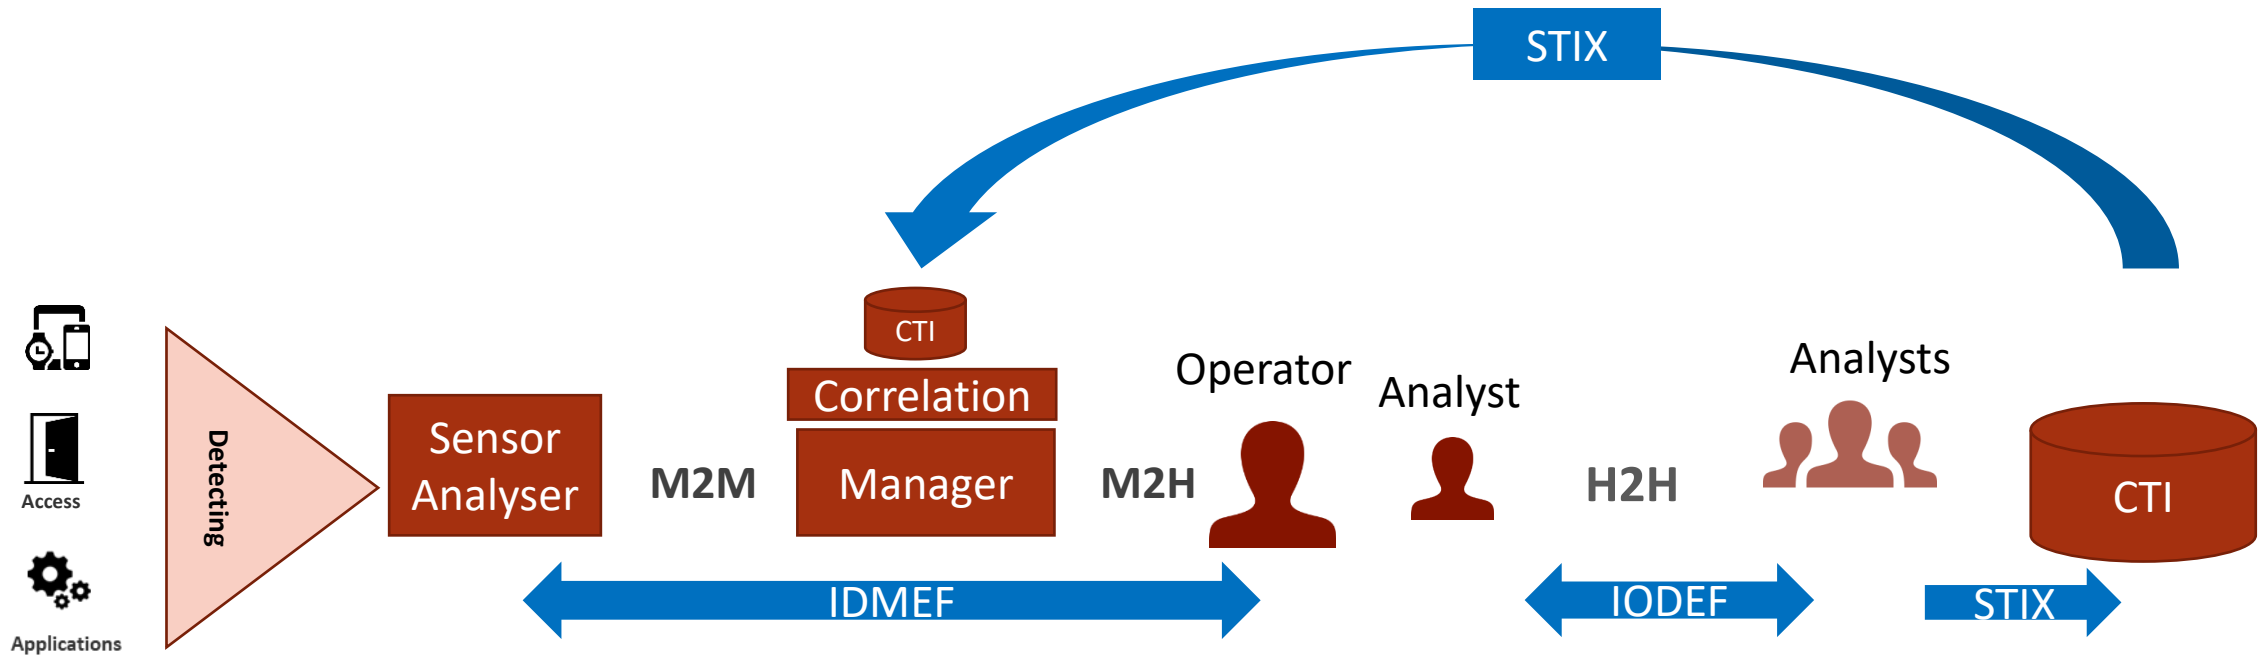 STIX
CTI
Correlation
Manager
Sensor
Analyser
Detecting
Access
Applications
M2M
M2H
Operator
Analyst
H2H
Analysts
CTI
IDMEF
IODEF
STIX